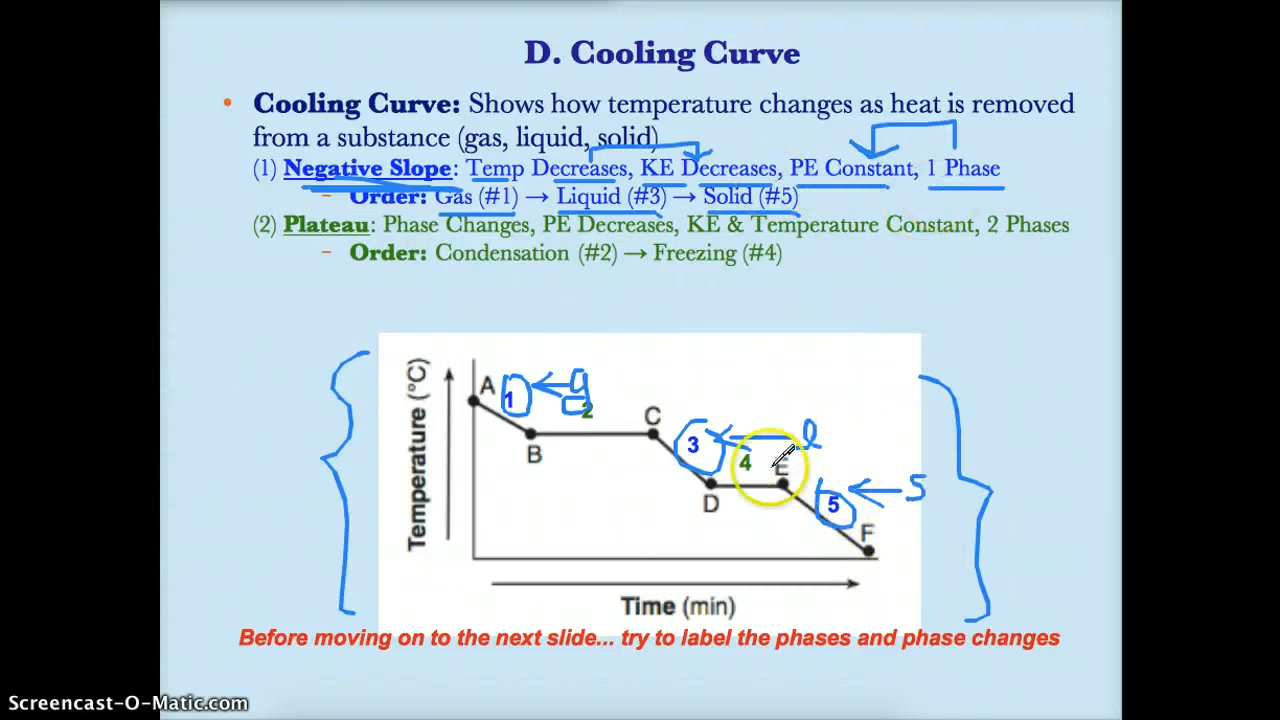 D. Cooling Curve
• Cooling Curve: Shows how temperature changes as heat is removed
from a substance (gas, liquid, solid)
(1) Negative Slope: Temp Decreases, KE Decreases, PE Constant, 1 Phase
– Order: Gas (#1) → Liquid (#3) → Solid (#5)
(2) Plateau: Phase Changes, PE Decreases, KE & Temperature Constant, 2 Phases
– Order: Condensation (#2) → Freezing (#4)
Temperature (°C)
A
1
g
2
B
C
3
l
4
E
D
5
S
F
Time (min)
Before moving on to the next slide... try to label the phases and phase changes
Screencast-O-Matic.com